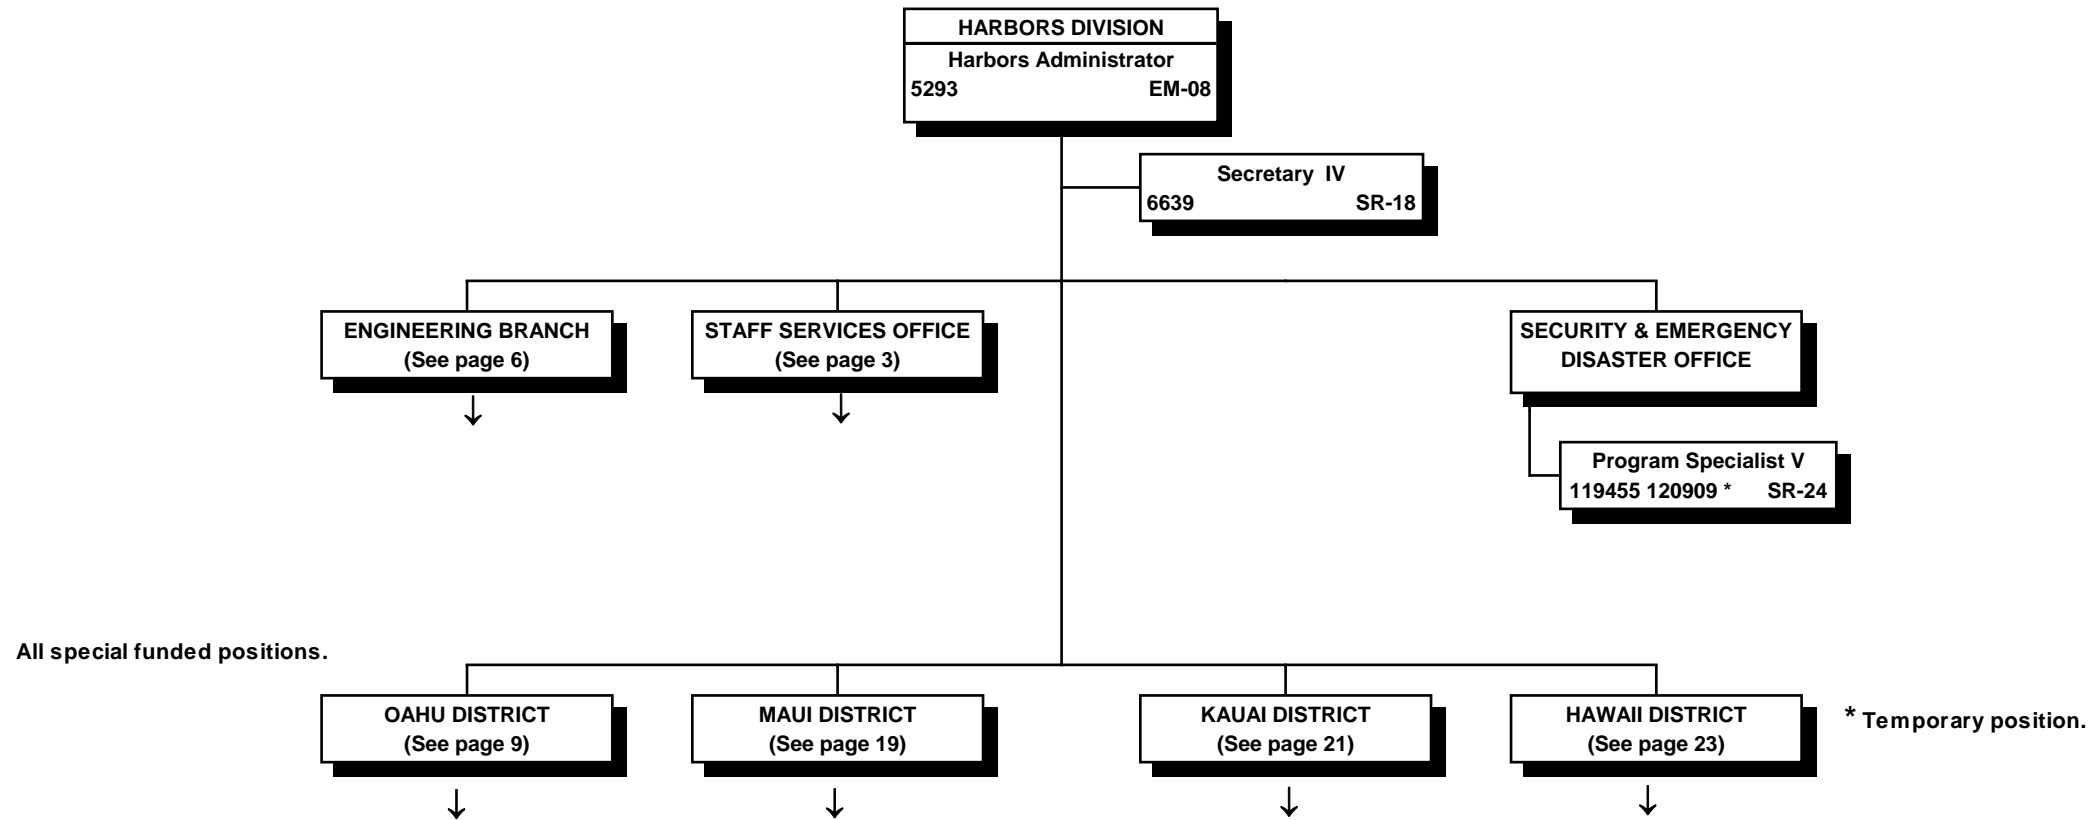 HARBORS DIVISION
Harbors Administrator
5293 EM-08
Secretary IV
6639 SR-18
ENGINEERING BRANCH
(See page 6)
STAFF SERVICES OFFICE
(See page 3)
SECURITY & EMERGENCY
DISASTER OFFICE
Program Specialist V
119455 120909 * SR-24
All special funded positions.
OAHU DISTRICT
(See page 9)
MAUI DISTRICT
(See page 19)
KAUAI DISTRICT
(See page 21)
HAWAII DISTRICT
(See page 23)
* Temporary position.